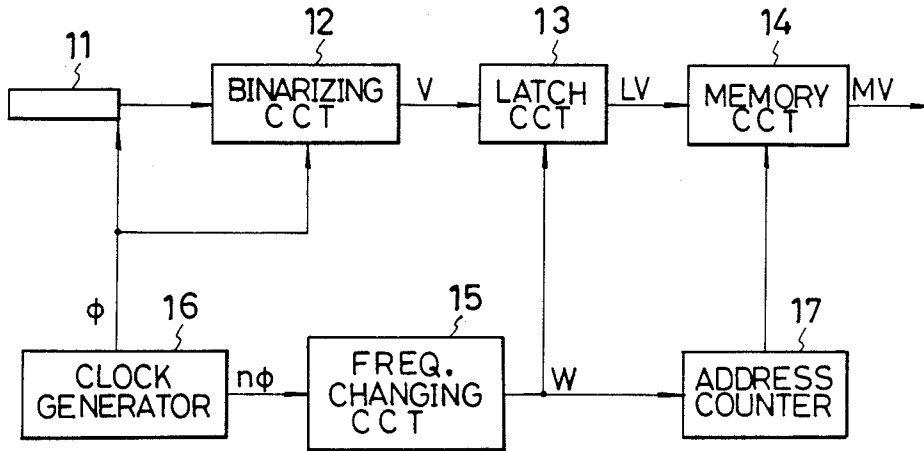 11
12
13
14
BINARIZING
CCT
V
LATCH
CCT
LV
MEMORY
CCT
MV
ϕ
16
15
17
CLOCK
GENERATOR
nϕ
FREQ.
CHANGING
CCT
W
ADDRESS
COUNTER